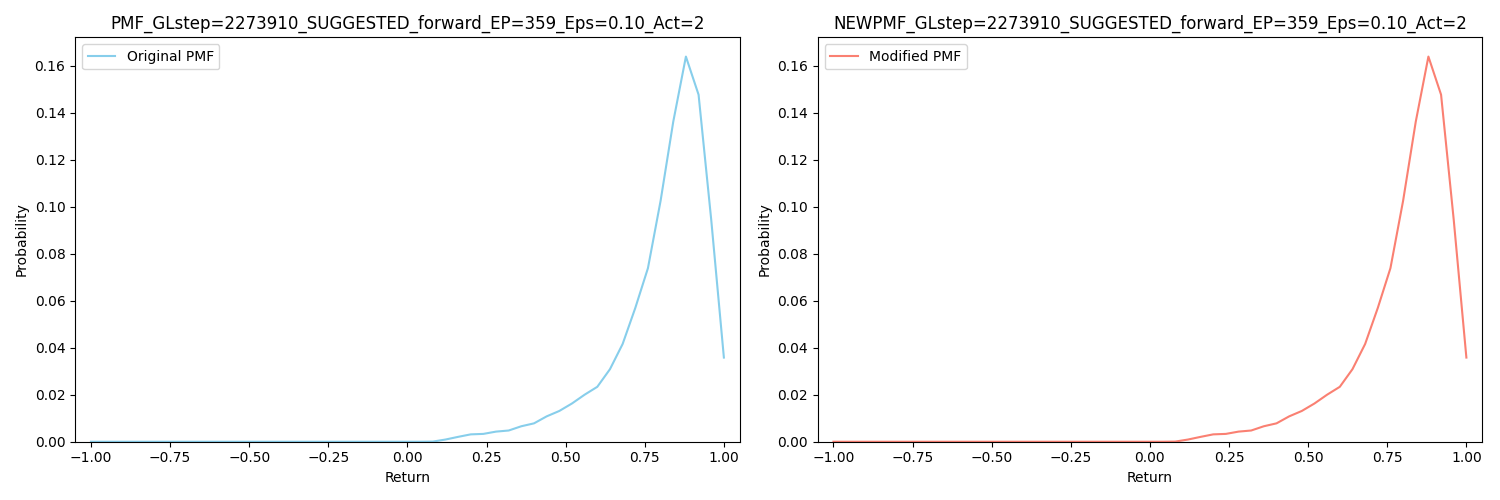 PMF_GLstep=2273910_SUGGESTED_forward_EP=359_Eps=0.10_Act=2
Original PMF
Probability
0.16
0.14
0.12
0.10
0.08
0.06
0.04
0.02
0.00
−1.00 −0.75 −0.50 −0.25 0.00 0.25 0.50 0.75 1.00
Return
NEWPMF_GLstep=2273910_SUGGESTED_forward_EP=359_Eps=0.10_Act=2
Modified PMF
Probability
0.16
0.14
0.12
0.10
0.08
0.06
0.04
0.02
0.00
−1.00 −0.75 −0.50 −0.25 0.00 0.25 0.50 0.75 1.00
Return